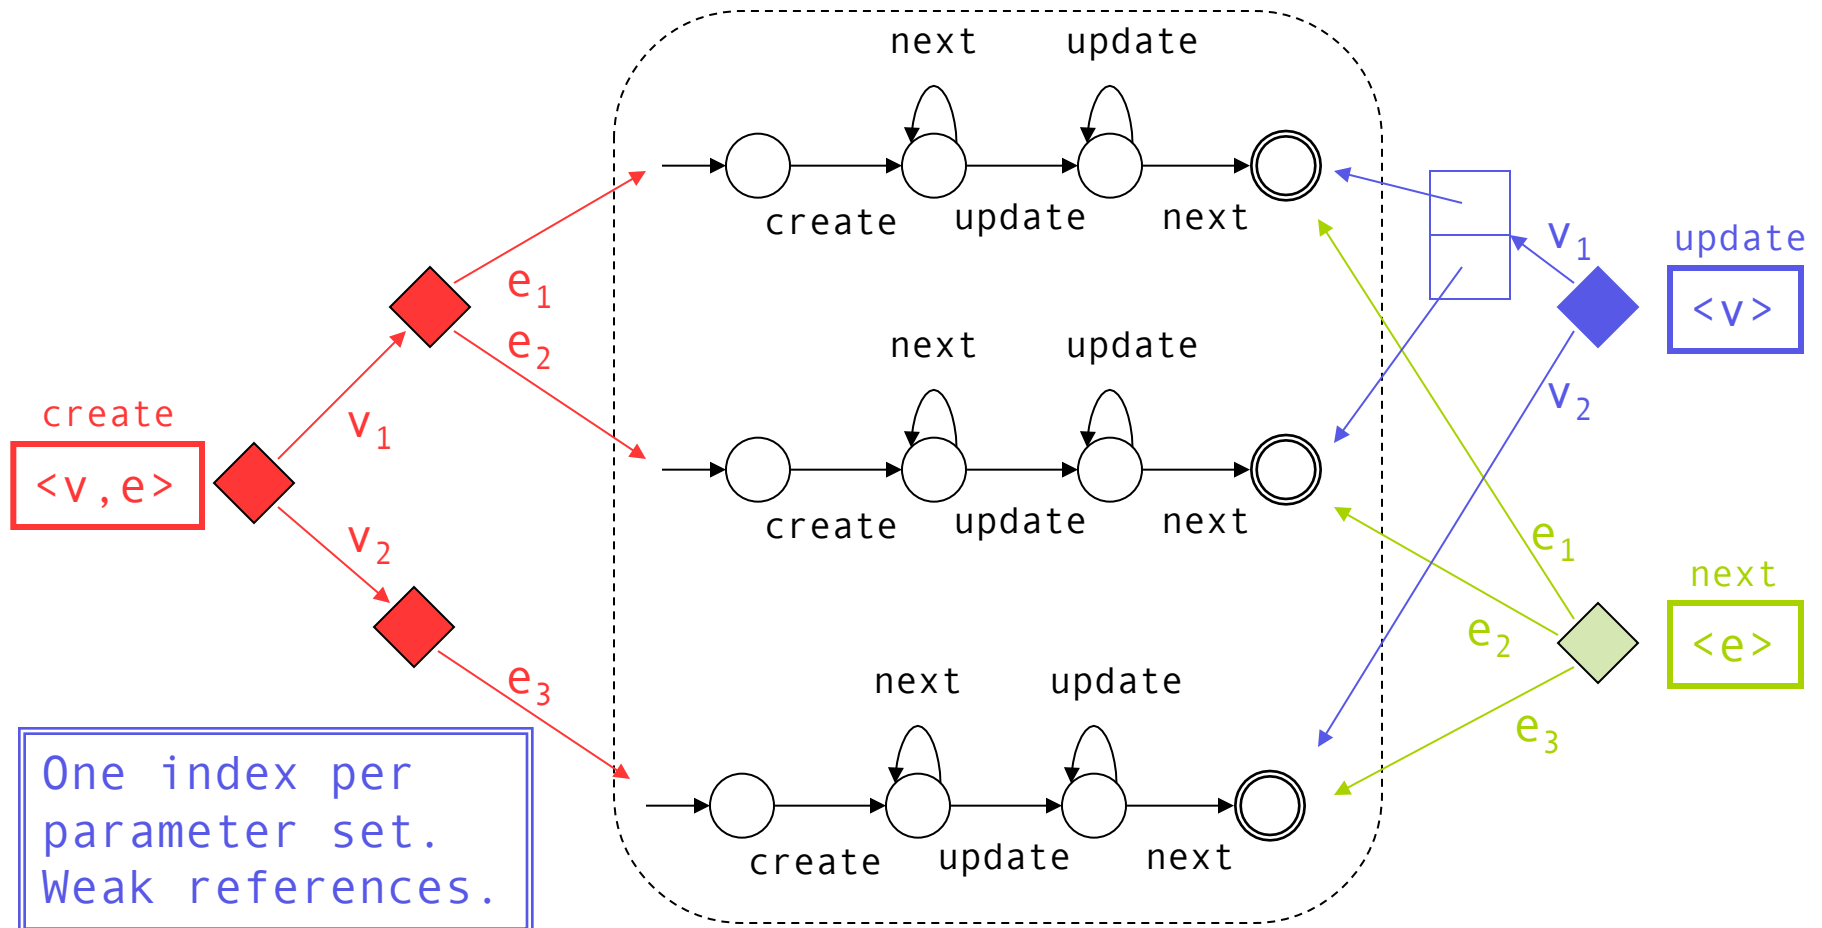 next update
create update next
e1
e2
v1
v2
e3
create
<v,e>
next update
create update next
next update
create update next
v1
v2
update
<v>
e1
e2
e3
next
<e>
One index per
parameter set.
Weak references.